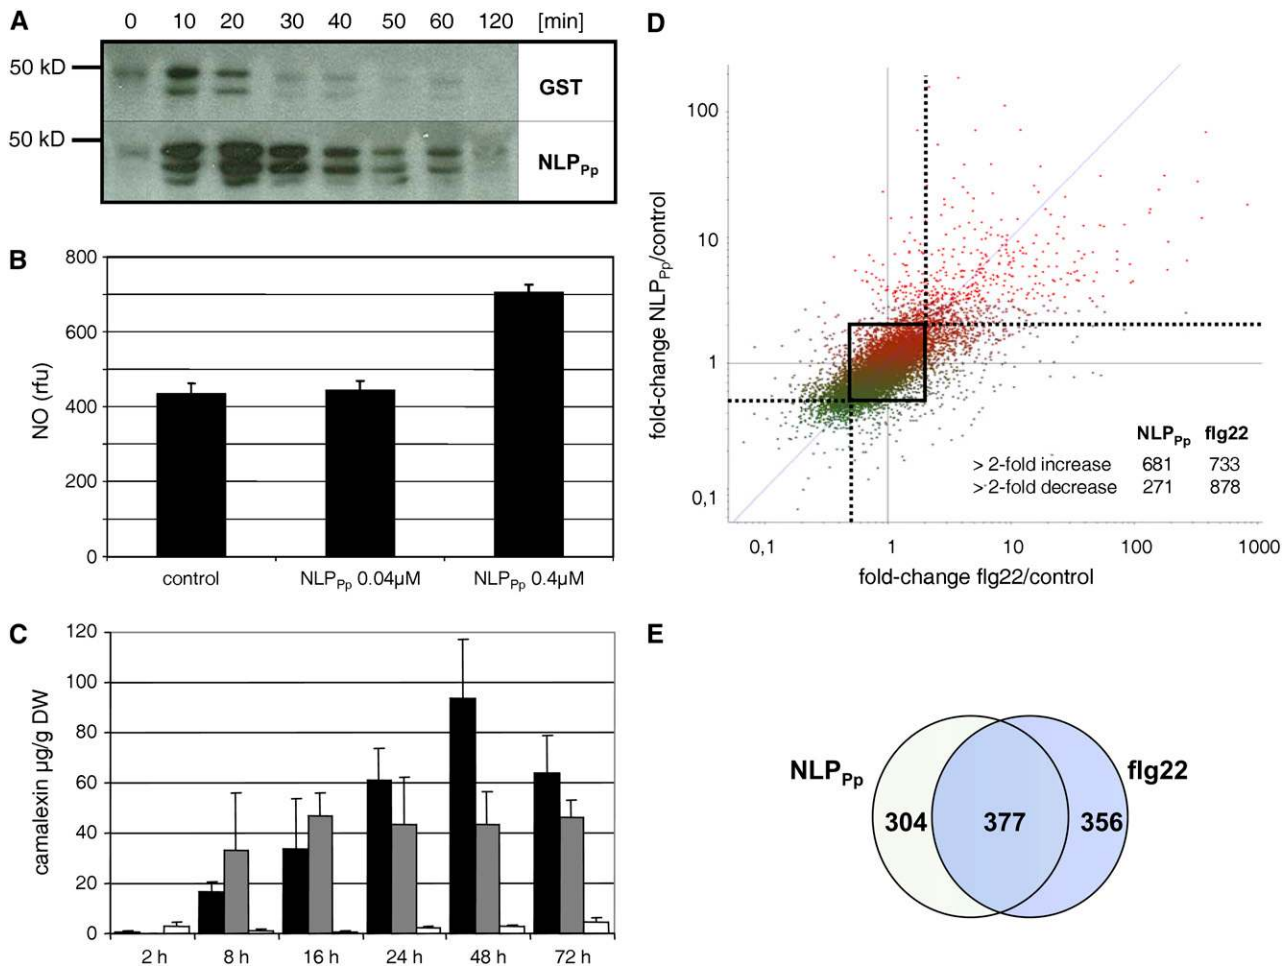 A
0 10 20 30 40 50 60 120 [min]
50 kD
GST
50 kD
NLPPp
B
800
600
400
200
0
NO (rfu)
control NLPPp 0.04µM NLPPp 0.4µM
C
120
100
80
60
40
20
0
camalexin µg/g DW
2 h 8 h 16 h 24 h 48 h 72 h
D
100
10
1
0,1
fold-change NLPPp/control
NLPPp flg22
> 2-fold increase 681 733
> 2-fold decrease 271 878
0,1 1 10 100 1000
fold-change flg22/control
E
NLPPp flg22
304 377 356